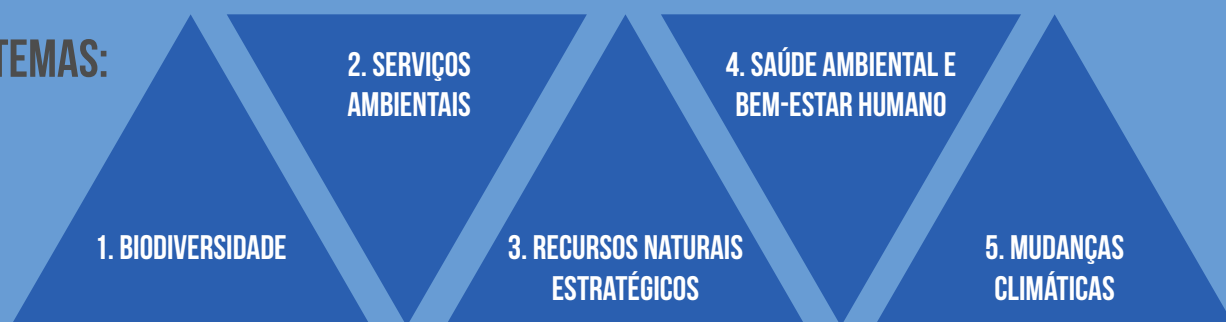 TEMAS:
1. BIODIVERSIDADE
2. SERVIÇOS
AMBIENTAIS
3. RECURSOS NATURAIS
ESTRATÉGICOS
4. SAÚDE AMBIENTAL E
BEM-ESTAR HUMANO
5. MUDANÇAS
CLIMÁTICAS